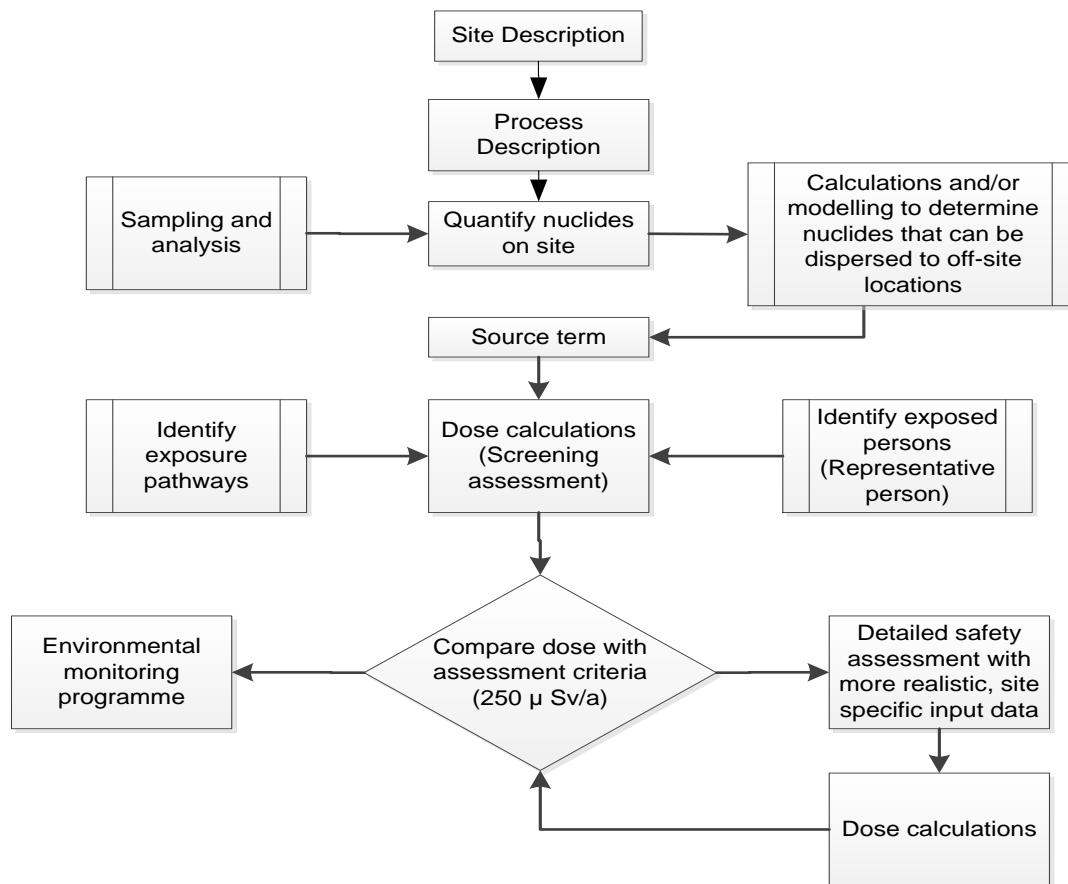 Site Description
Process
Description
Sampling and
analysis
Quantify nuclides
on site
Calculations and/or
modelling to determine
nuclides that can be
dispersed to off-site
locations
Source term
Identify
exposure
pathways
Dose calculations
(Screening
assessment)
Identify exposed
persons
(Representative
person)
Environmental
monitoring
programme
Compare dose with
assessment criteria
(250 µ Sv/a)
Detailed safety
assessment with
more realistic, site
specific input data
Dose calculations